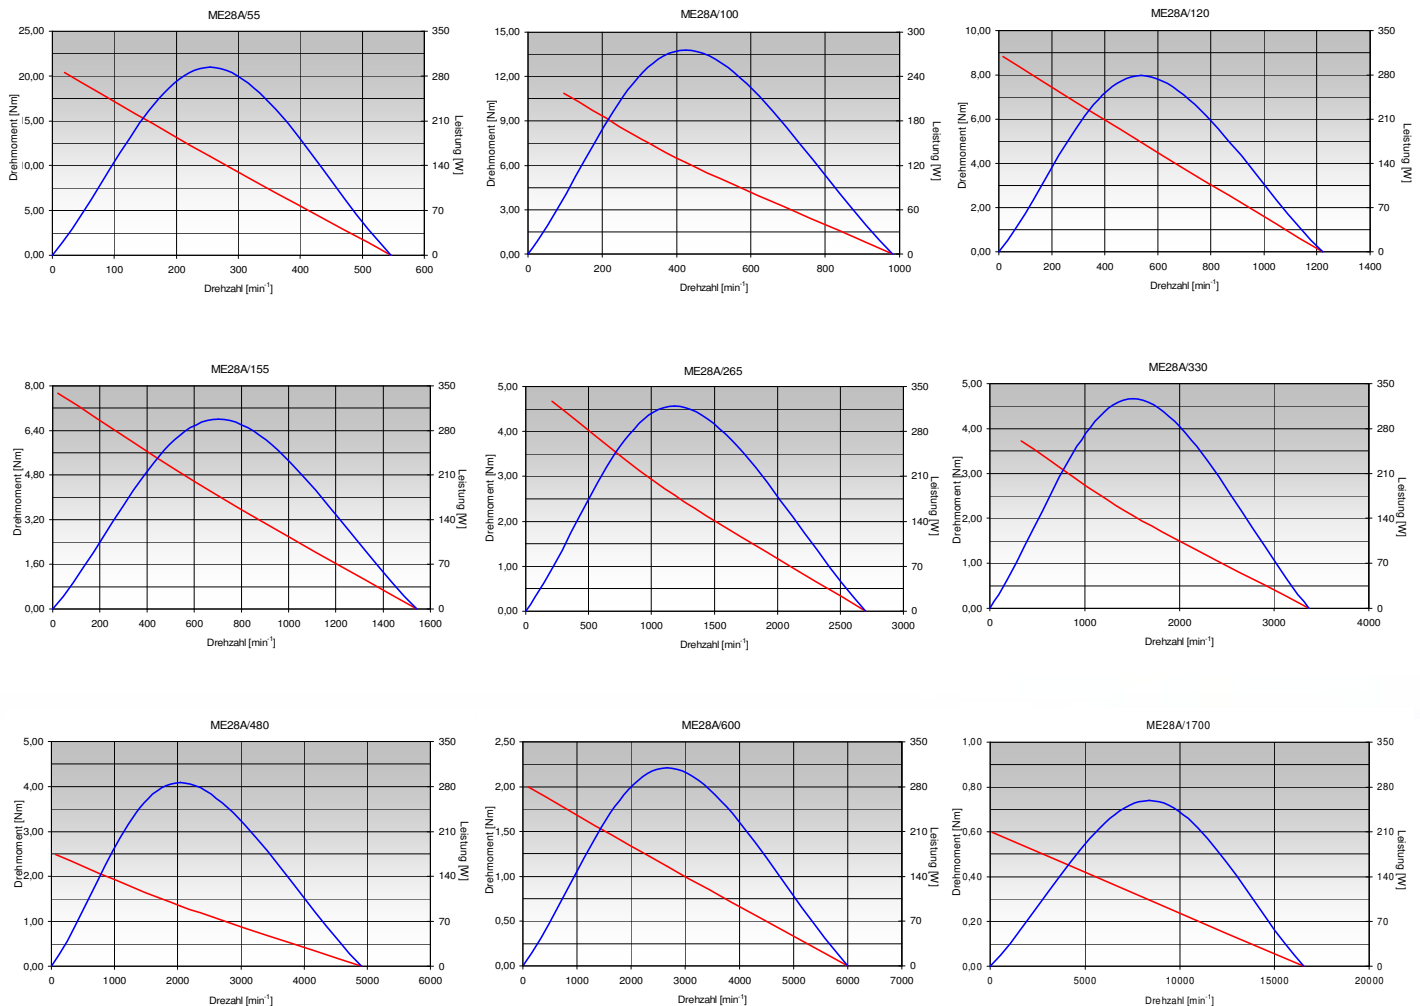 ME28A/55
25,00
20,00
15,00
10,00
5,00
0,00
Drehmoment [Nm]
350
280
210
140
70
0
Leistung [W]
0 100 200 300 400 500 600
Drehzahl [min⁻¹]
ME28A/100
15,00
12,00
9,00
6,00
3,00
0,00
Drehmoment [Nm]
300
240
180
120
60
0
Leistung [W]
0 200 400 600 800 1000
Drehzahl [min⁻¹]
ME28A/120
10,00
8,00
6,00
4,00
2,00
0,00
Drehmoment [Nm]
350
280
210
140
70
0
Leistung [W]
0 200 400 600 800 1000 1200 1400
Drehzahl [min⁻¹]
ME28A/155
8,00
6,40
4,80
3,20
1,60
0,00
Drehmoment [Nm]
350
280
210
140
70
0
Leistung [W]
0 200 400 600 800 1000 1200 1400 1600
Drehzahl [min⁻¹]
ME28A/265
5,00
4,00
3,00
2,00
1,00
0,00
Drehmoment [Nm]
350
280
210
140
70
0
Leistung [W]
0 500 1000 1500 2000 2500 3000
Drehzahl [min⁻¹]
ME28A/330
5,00
4,00
3,00
2,00
1,00
0,00
Drehmoment [Nm]
350
280
210
140
70
0
Leistung [W]
0 1000 2000 3000 4000
Drehzahl [min⁻¹]
ME28A/480
5,00
4,00
3,00
2,00
1,00
0,00
Drehmoment [Nm]
350
280
210
140
70
0
Leistung [W]
0 1000 2000 3000 4000 5000 6000
Drezahl [min⁻¹]
ME28A/600
2,50
2,00
1,50
1,00
0,50
0,00
Drehmoment [Nm]
350
280
210
140
70
0
Leistung [W]
0 1000 2000 3000 4000 5000 6000 7000
Drehzahl [min⁻¹]
ME28A/1700
1,00
0,80
0,60
0,40
0,20
0,00
Drehmoment [Nm]
350
280
210
140
70
0
Leistung [W]
0 5000 10000 15000 20000
Drehzahl [min⁻¹]